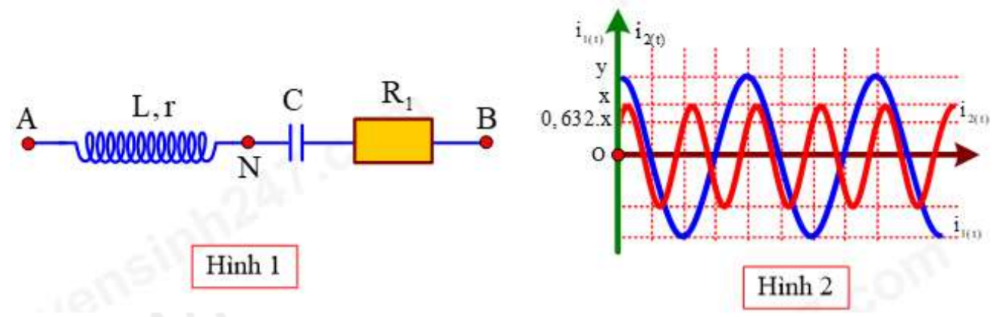 A
L, r
N
C
R₁
B
Hình 1
i₁₍ₜ₎ i₂₍ₜ₎
y
x
0,632.x
O
i₂₍ₜ₎
i₁₍ₜ₎
Hình 2